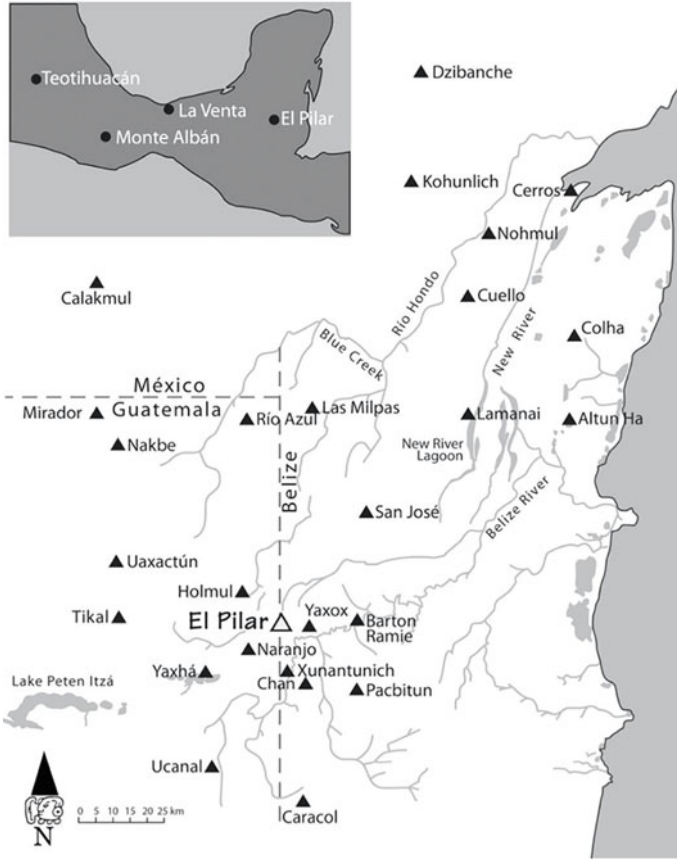 Teotihuacán
La Venta
El Pilar
Monte Albán
Dzibanche
Kohunlich
Cerros
Nohmul
Calakmul
Río Hondo
Cuello
New River
Colha
Blue Creek
México
Guatemala
Mirador
Río Azul
Las Milpas
Lamanai
Altun Ha
Nakbe
New River
Lagoon
Belize
San José
Belize River
Uaxactún
Holmul
Tikal
El Pilar
Yaxox
Barton
Ramie
Naranjo
Lake Peten Itzá
Yaxhá
Xunantunich
Chan
Pacbitun
Ucanal
Caracol
0 5 10 15 20 25 km
N